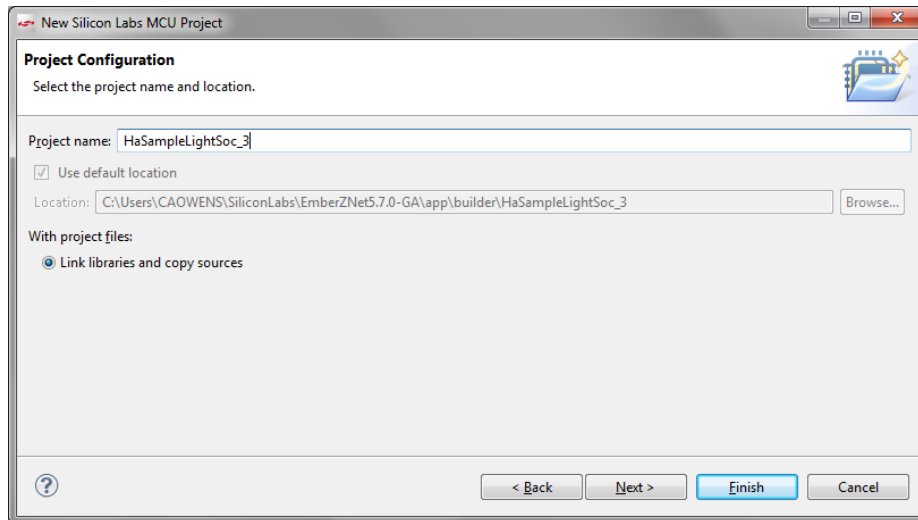 New Silicon Labs MCU Project
Project Configuration
Select the project name and location.
Project name: HaSampleLightSoc_3
Use default location
Location: C:\Users\CAOWENS\SiliconLabs\EmberZNet5.7.0-GA\app\builder\HaSampleLightSoc_3 Browse...
With project files:
Link libraries and copy sources
? < Back Next > Finish Cancel